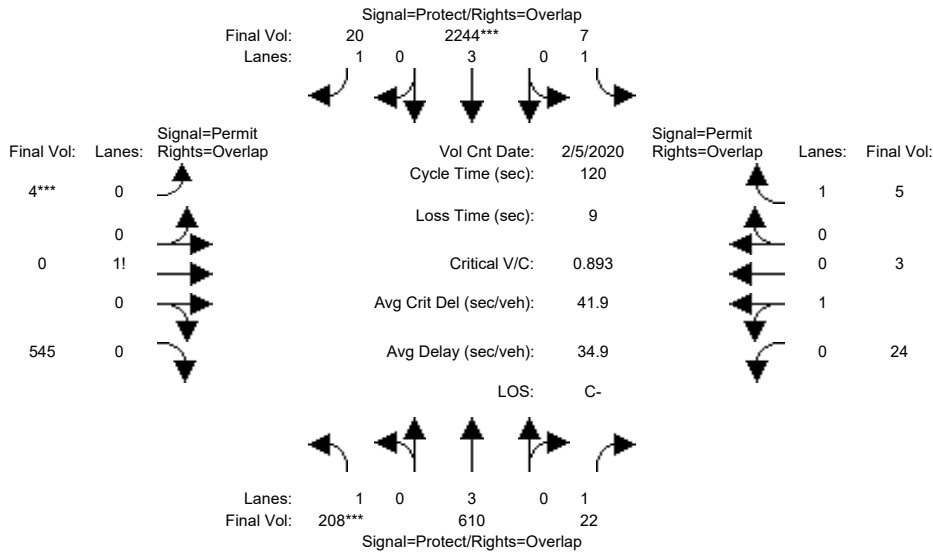 Signal=Protect/Rights=Overlap
Final Vol: 20 2244*** 7
Lanes: 1 0 3 0 1
Signal=Permit Signal=Permit
Final Vol: Lanes: Rights=Overlap Vol Cnt Date: 2/5/2020 Rights=Overlap Lanes: Final Vol:
Cycle Time (sec): 120
4*** 0 1 5
Loss Time (sec): 9
0 0
0 1! Critical V/C: 0.893 0 3
0 Avg Crit Del (sec/veh): 41.9 1
545 0 Avg Delay (sec/veh): 34.9 0 24
LOS: C-
Lanes: 1 0 3 0 1
Final Vol: 208*** 610 22
Signal=Protect/Rights=Overlap